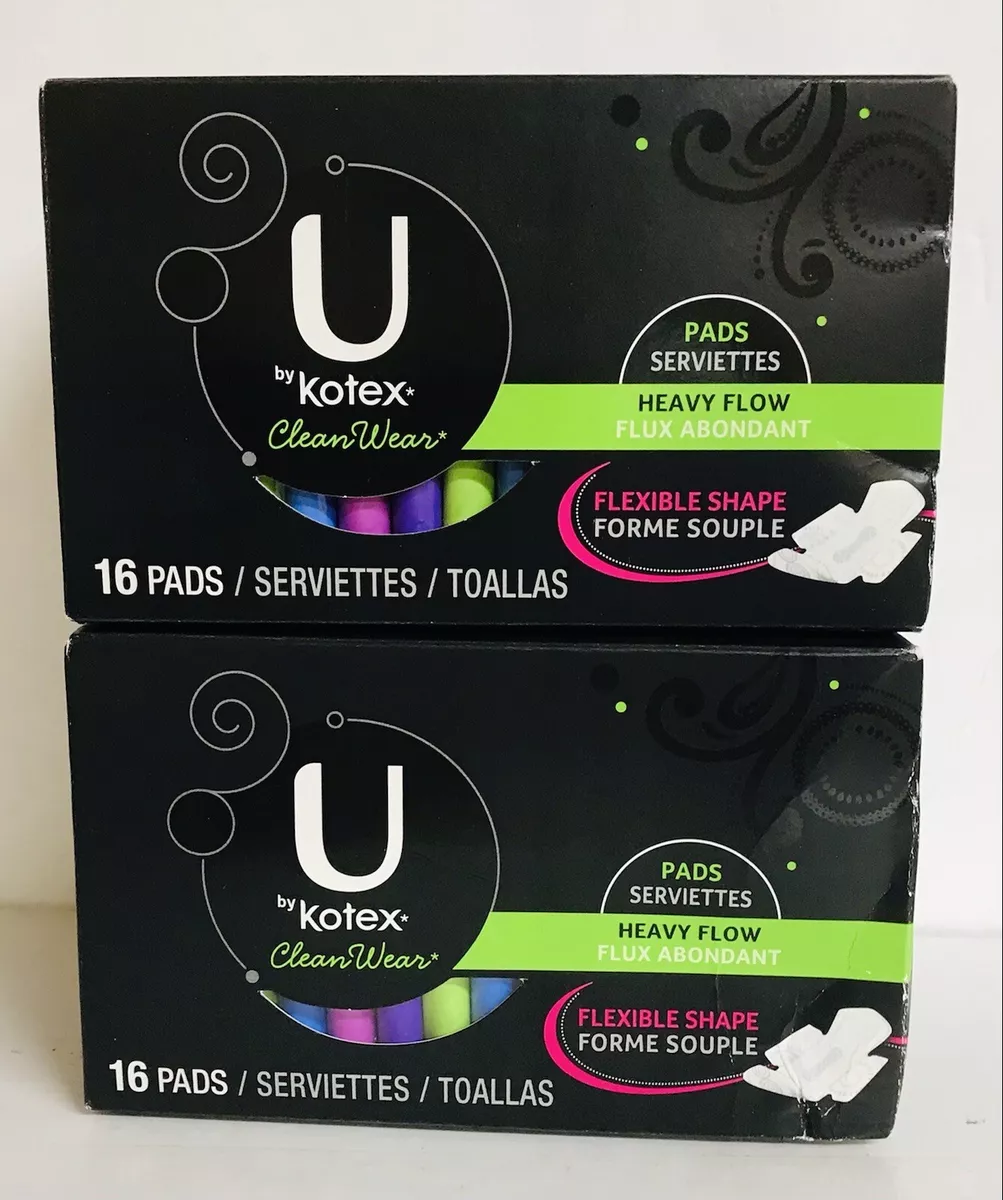 U
by Kotex*
CleanWear*
PADS
SERVIETTES
HEAVY FLOW
FLUX ABONDANT
FLEXIBLE SHAPE
FORME SOUPLE
16 PADS / SERVIETTES / TOALLAS
U
by Kotex*
CleanWear*
PADS
SERVIETTES
HEAVY FLOW
FLUX ABONDANT
FLEXIBLE SHAPE
FORME SOUPLE
16 PADS / SERVIETTES / TOALLAS